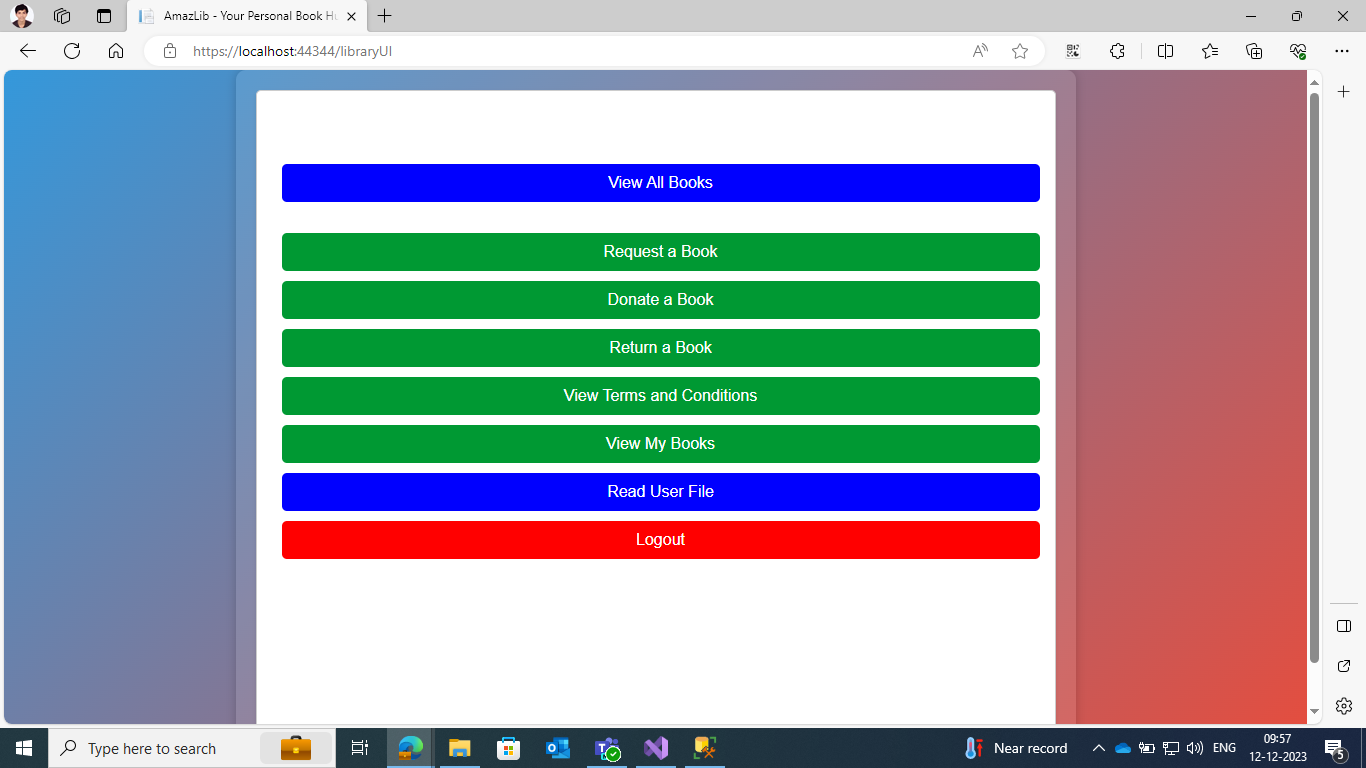 AmazLib - Your Personal Book Hu
https://localhost:44344/libraryUI
View All Books
Request a Book
Donate a Book
Return a Book
View Terms and Conditions
View My Books
Read User File
Logout
Type here to search
Near record
ENG
09:57
12-12-2023
5